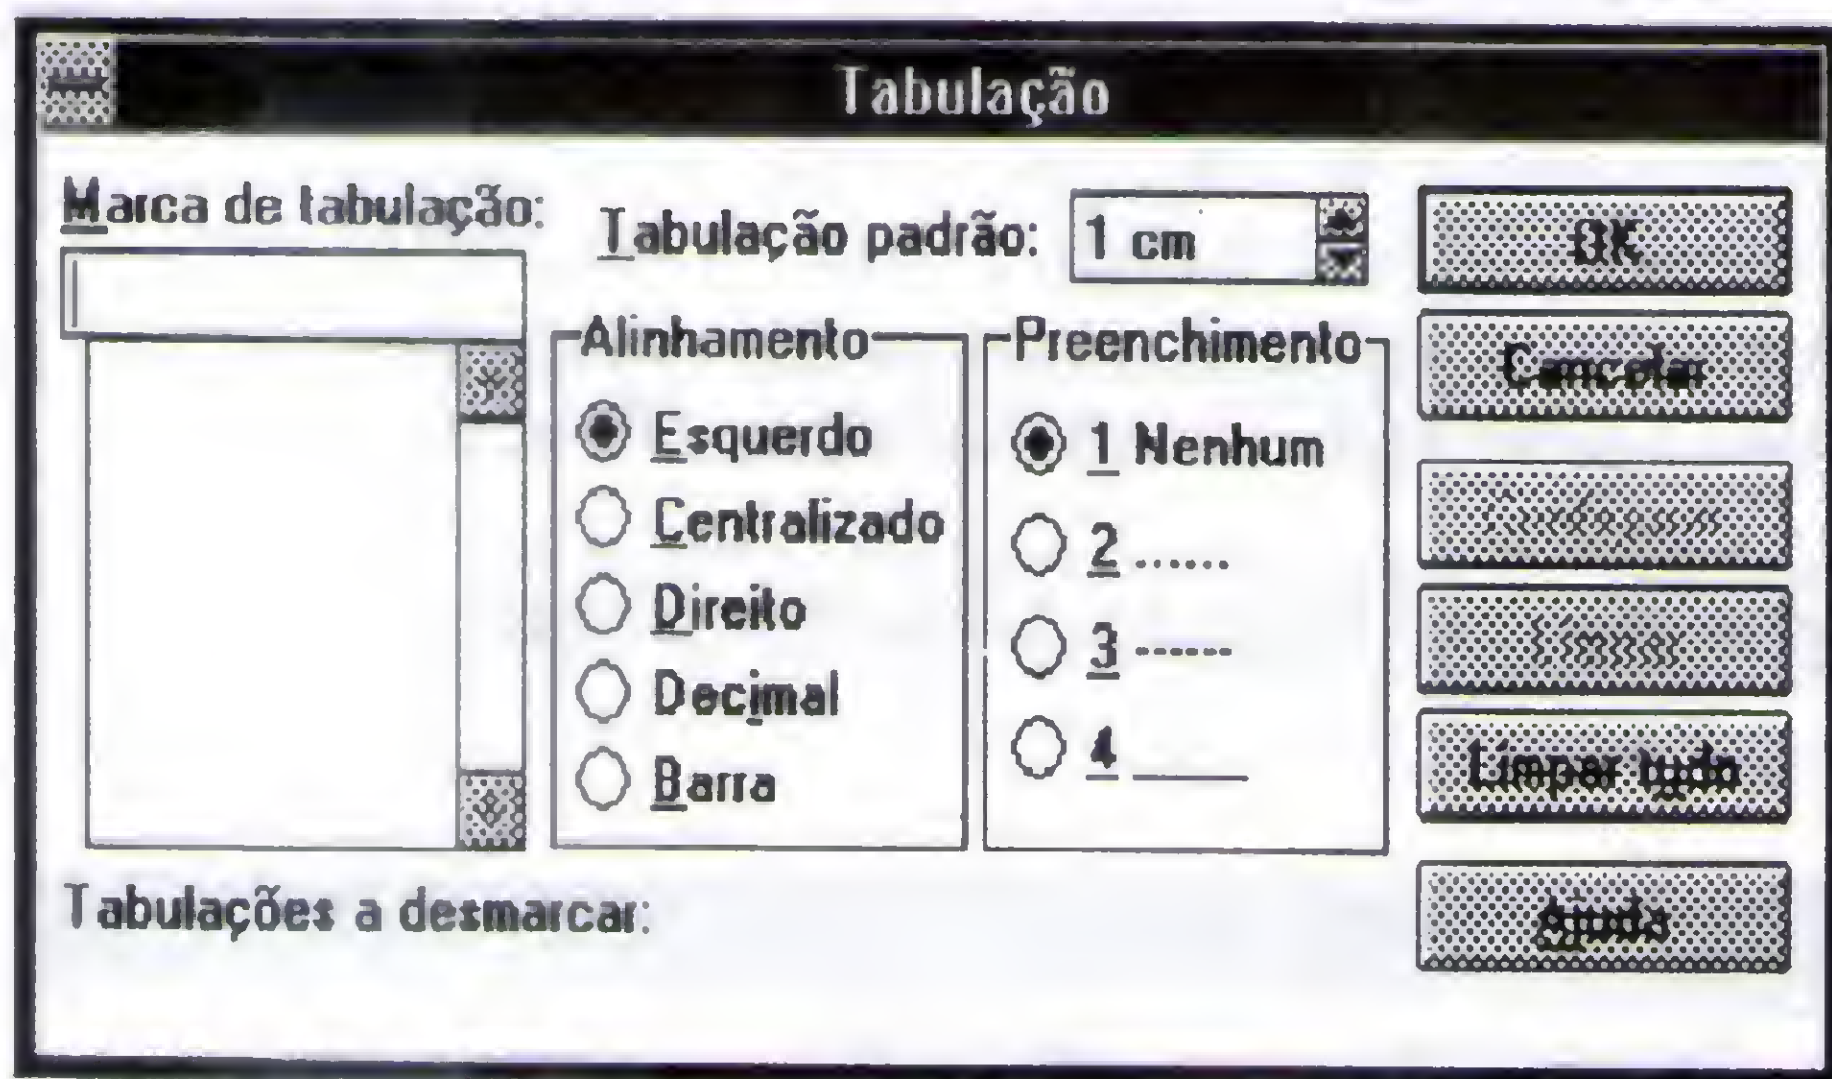 Tabulação
Marca de tabulação:
Tabulação padrão: 1 cm
Alinhamento
Esquerdo
Centralizado
Direito
Decimal
Barra
Preenchimento
1 Nenhum
2 ......
3 ------
4 ______
OK
Cancelar
Limpar tudo
Ajuda
Tabulações a desmarcar: